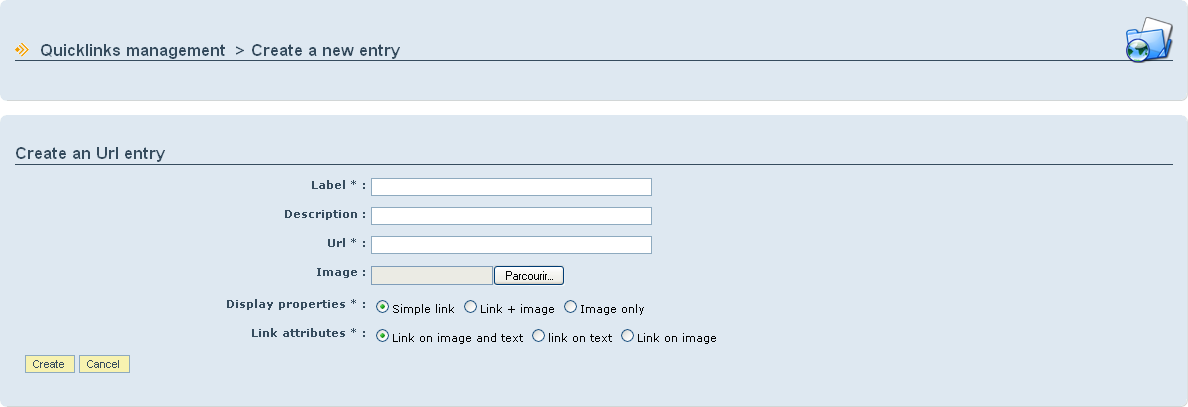 Quicklinks management > Create a new entry
Create an Url entry
Label * :
Description :
Url * :
Image : Parcourir...
Display properties * : Simple link Link + image Image only
Link attributes * : Link on image and text link on text Link on image
Create Cancel